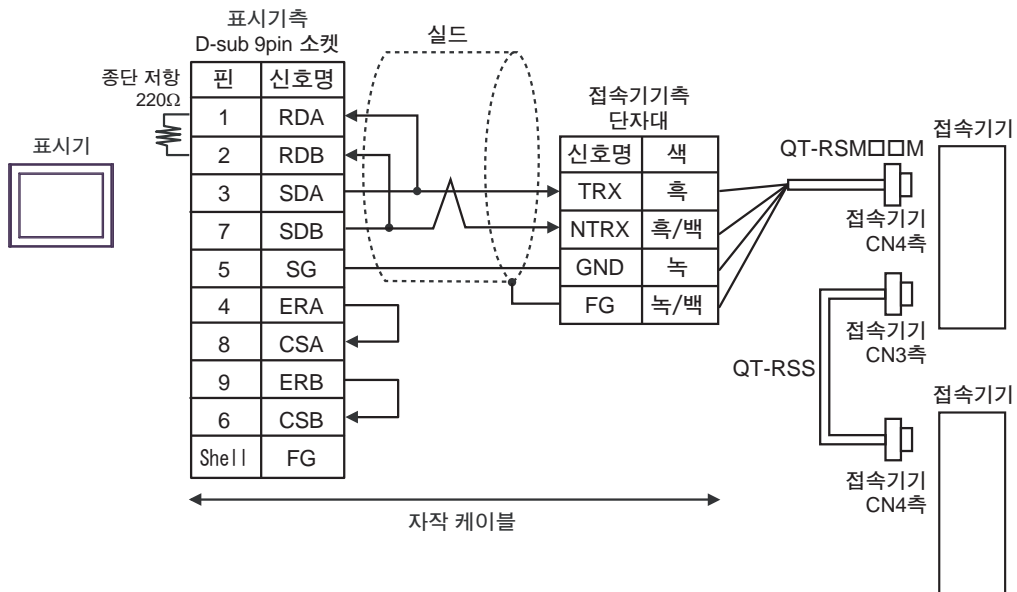 표시기측
D-sub 9pin 소켓
실드
종단 저항
220Ω
핀 신호명
1 RDA
2 RDB
3 SDA
7 SDB
5 SG
4 ERA
8 CSA
9 ERB
6 CSB
Shell FG
표시기
접속기기측
단자대
신호명 색
TRX 흑
NTRX 흑/백
GND 녹
FG 녹/백
QT-RSM□□M
접속기기
접속기기
CN4측
접속기기
CN3측
QT-RSS
접속기기
접속기기
CN4측
자작 케이블